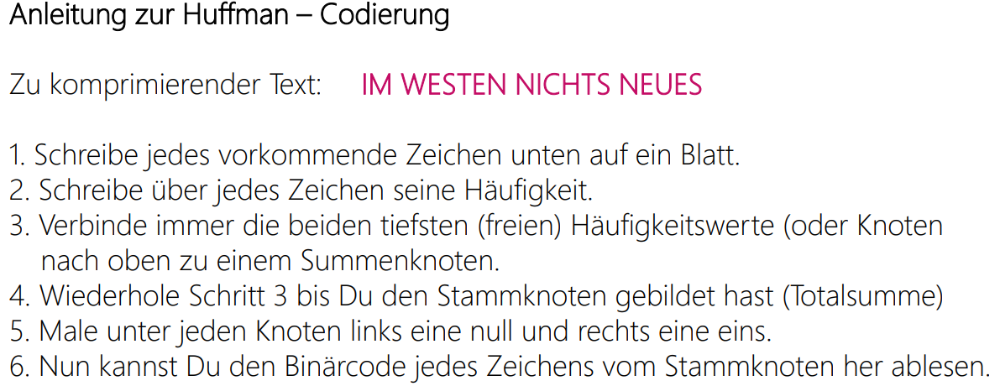 Anleitung zur Huffman – Codierung
Zu komprimierender Text: IM WESTEN NICHTS NEUES
1. Schreibe jedes vorkommende Zeichen unten auf ein Blatt.
2. Schreibe über jedes Zeichen seine Häufigkeit.
3. Verbinde immer die beiden tiefsten (freien) Häufigkeitswerte (oder Knoten
nach oben zu einem Summenknoten.
4. Wiederhole Schritt 3 bis Du den Stammknoten gebildet hast (Totalsumme)
5. Male unter jeden Knoten links eine null und rechts eine eins.
6. Nun kannst Du den Binärcode jedes Zeichens vom Stammknoten her ablesen.